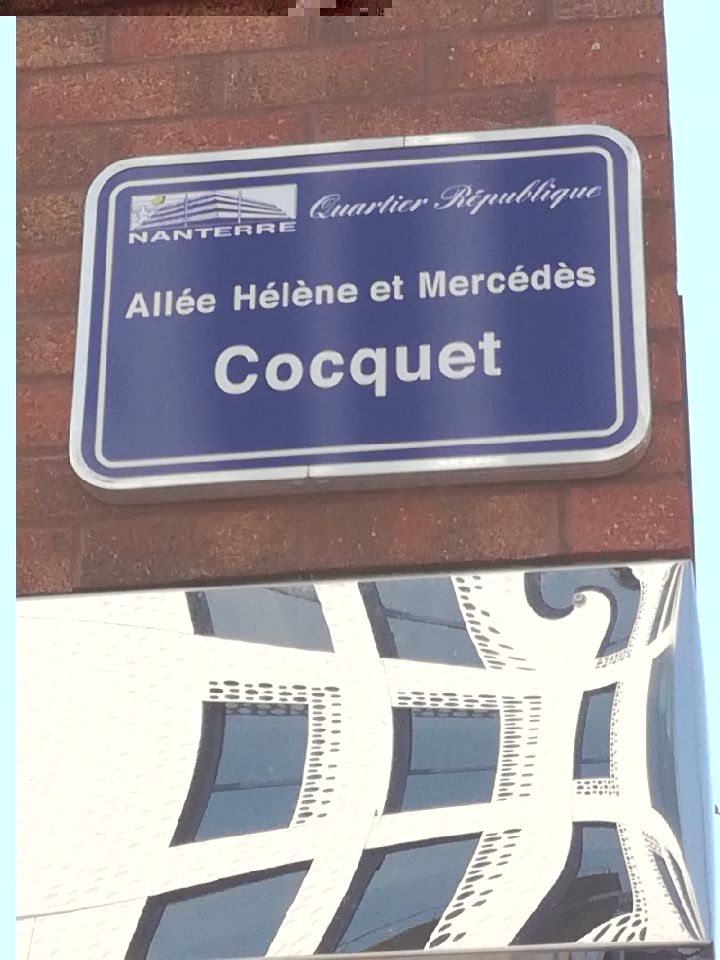 NANTERRE Quartier République
Allée Hélène et Mercédès
Cocquet